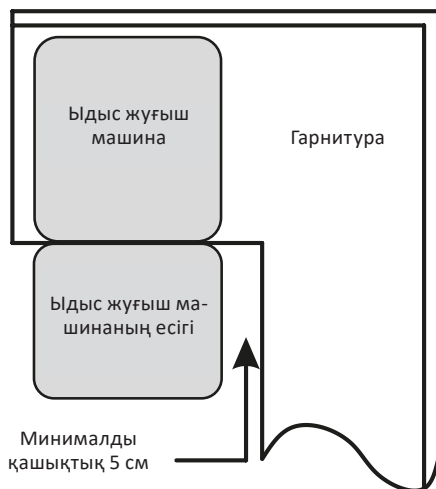 Ыдыс жуғыш
машина
Гарнитура
Ыдыс жуғыш ма-
шинаның есігі
Минималды
қашықтық 5 см